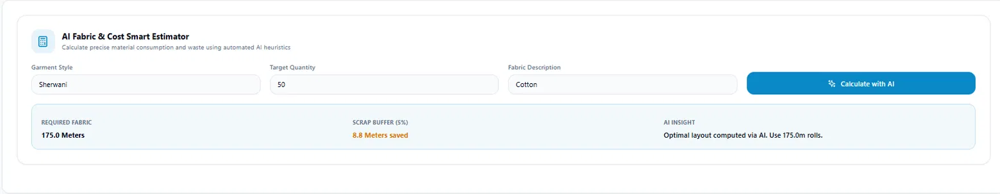 AI Fabric & Cost Smart Estimator
Calculate precise material consumption and waste using automated AI heuristics
Garment Style
Target Quantity
Fabric Description
Sherwani
50
Cotton
Calculate with AI
REQUIRED FABRIC
SCRAP BUFFER (5%)
AI INSIGHT
175.0 Meters
8.8 Meters saved
Optimal layout computed via AI. Use 175.0m rolls.